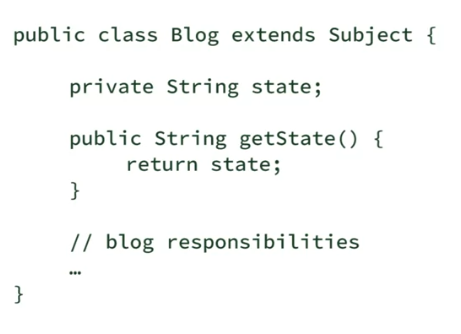 public class Blog extends Subject {
private String state;
public String getState() {
return state;
}
// blog responsibilities
…
}